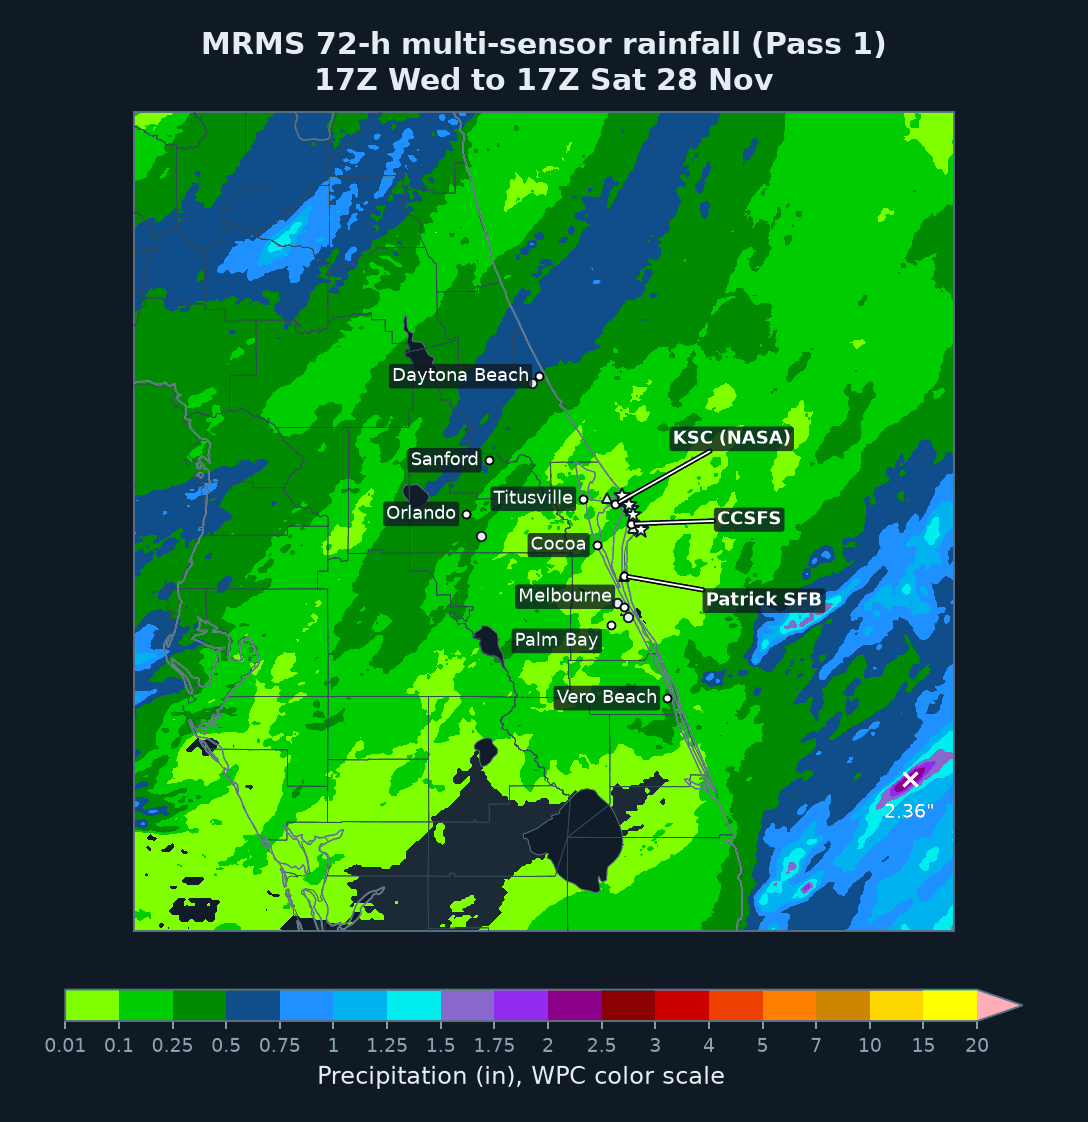 MRMS 72-h multi-sensor rainfall (Pass 1)
17Z Wed to 17Z Sat 28 Nov
Daytona Beach
KSC (NASA)
Sanford
Titusville
Orlando
CCSFS
Cocoa
Melbourne
Patrick SFB
Palm Bay
Vero Beach
2.36"
0.01 0.1 0.25 0.5 0.75 1 1.25 1.5 1.75 2 2.5 3 4 5 7 10 15 20
Precipitation (in), WPC color scale